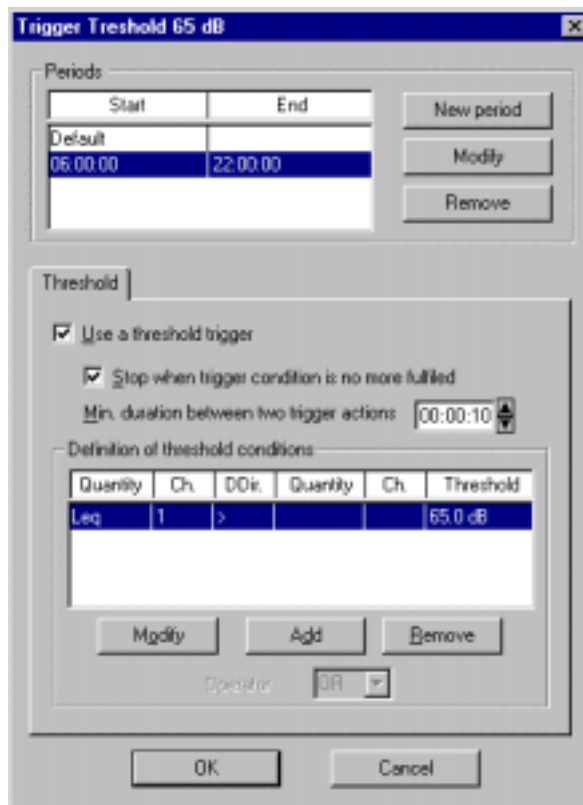 Trigger Treshold 65 dB
Periods
Start End
New period
Default
06:00:00 22:00:00
Modify
Remove
Threshold
Use a threshold trigger
Stop when trigger condition is no more fulfiled
Min. duration between two trigger actions 00:00:10
Definition of threshold conditions
Quantity Ch. DDir. Quantity Ch. Threshold
Leq 1 > 65.0 dB
Modify Add Remove
Operator OR
OK Cancel